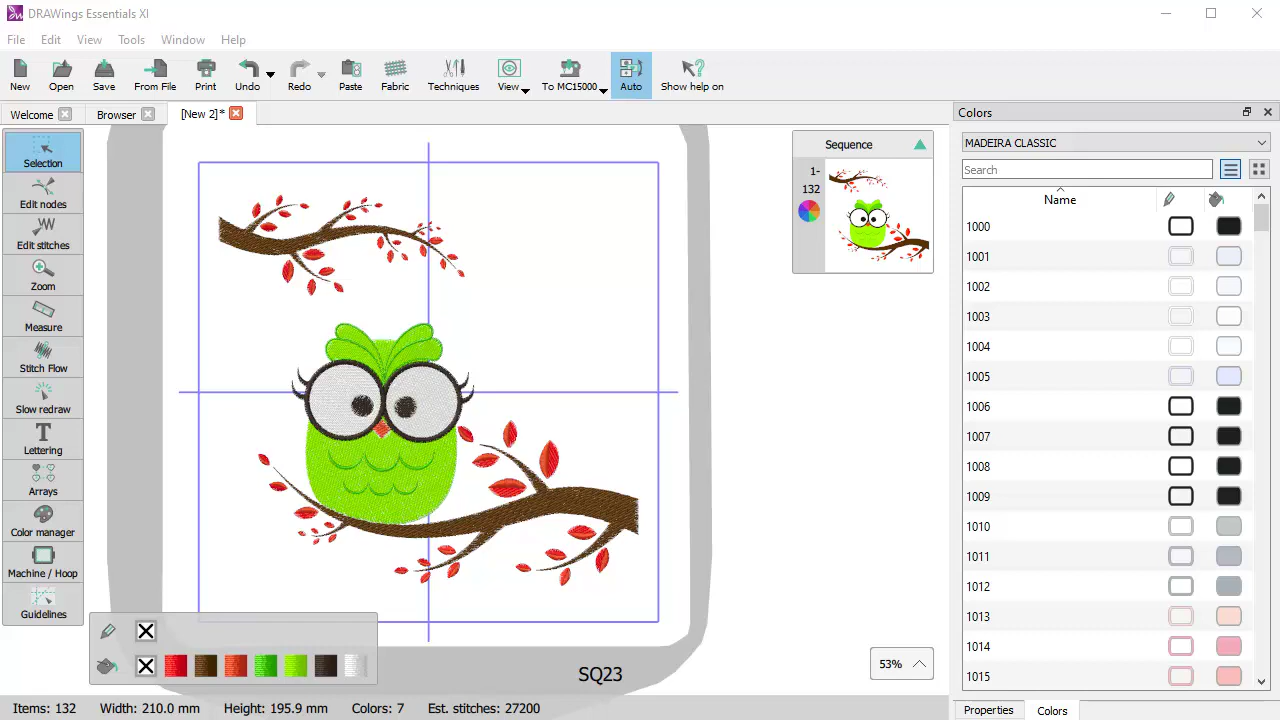 DRAWings Essentials XI
File Edit View Tools Window Help
New Open Save From File Print Undo Redo Paste Fabric Techniques View To MC15000 Auto Show help on
Welcome Browser [New 2]*
Colors
MADEIRA CLASSIC
Search
Name
1000
1001
1002
1003
1004
1005
1006
1007
1008
1009
1010
1011
1012
1013
1014
1015
Properties Colors
Selection
Edit nodes
Edit stitches
Zoom
Measure
Stitch Flow
Slow redraw
Lettering
Arrays
Color manager
Machine / Hoop
Guidelines
Sequence
1-
132
SQ23
53%
Items: 132 Width: 210.0 mm Height: 195.9 mm Colors: 7 Est. stitches: 27200